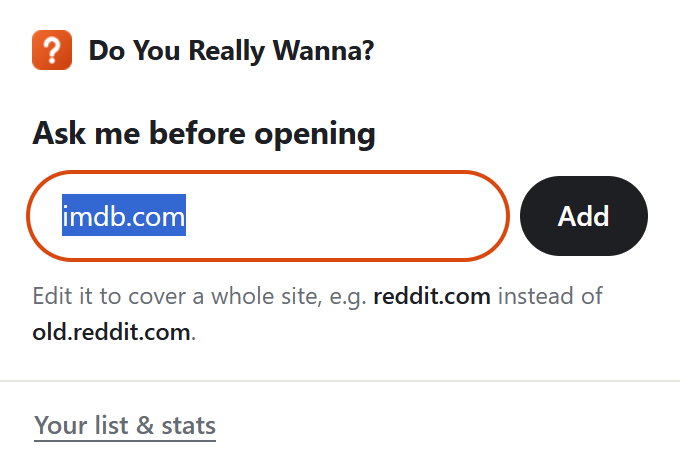 Do You Really Wanna?
Ask me before opening
imdb.com
Add
Edit it to cover a whole site, e.g. reddit.com instead of
old.reddit.com.
Your list & stats